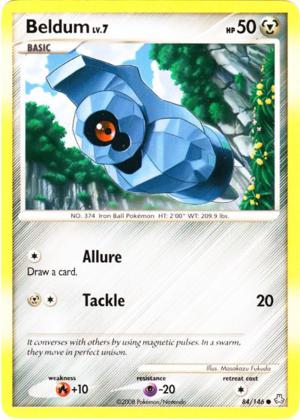 Beldum LV.7 HP 50
BASIC
NO. 374 Iron Ball Pokémon HT: 2'00" WT: 209.9 lbs.
Allure
Draw a card.
Tackle 20
It converses with others by using magnetic pulses. In a swarm,
they move in perfect unison.
Illus. Masakazu Fukuda
weakness resistance retreat cost
+10 -20
©2008 Pokémon/Nintendo 84/146